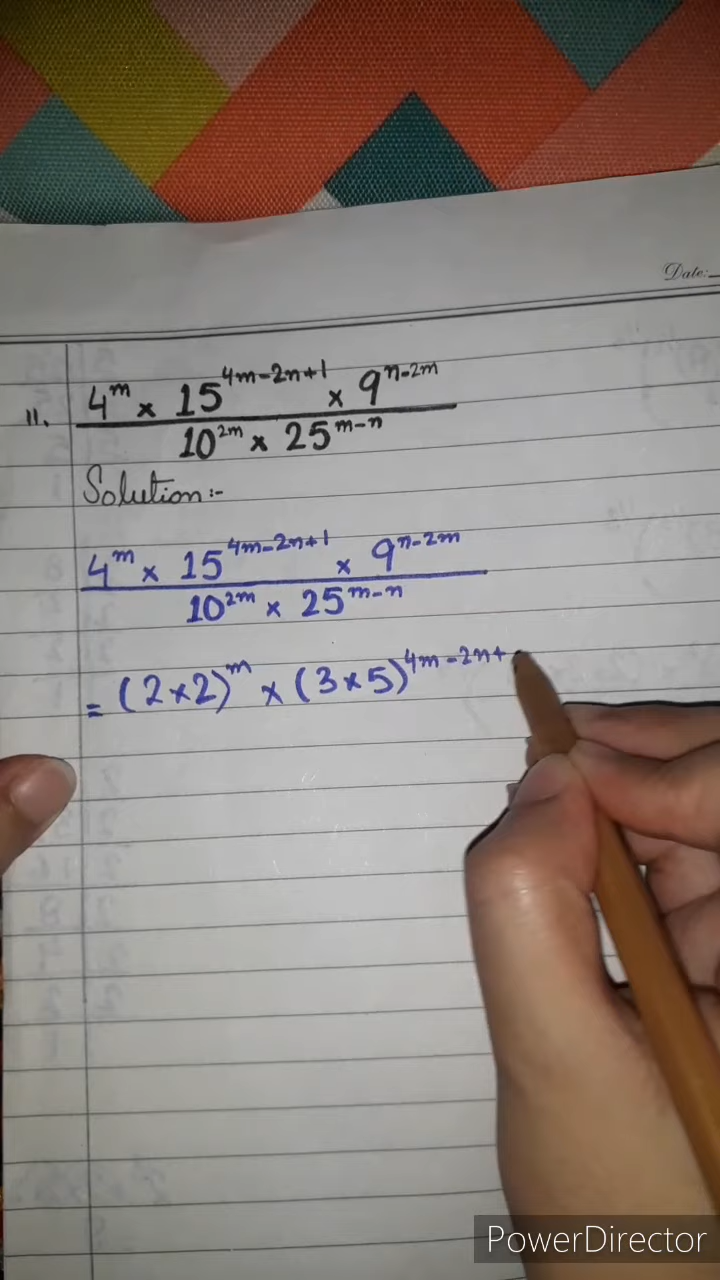 Date:
11. 4^m × 15^(4m-2n+1) × 9^(n-2m)
10^(2m) × 25^(m-n)
Solution:-
4^m × 15^(4m-2n+1) × 9^(n-2m)
10^(2m) × 25^(m-n)
= (2×2)^m × (3×5)^(4m-2n+
PowerDirector